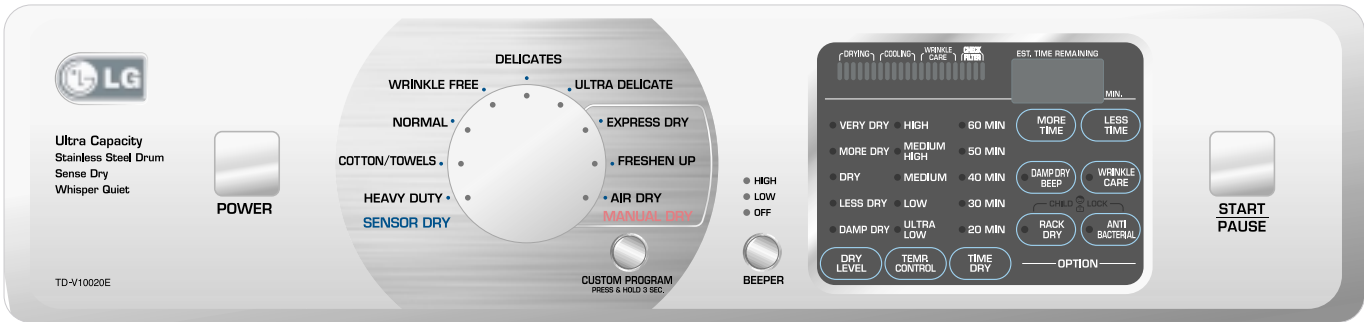 LG
Ultra Capacity
Stainless Steel Drum
Sense Dry
Whisper Quiet
TD-V10020E
POWER
DELICATES
WRINKLE FREE
ULTRA DELICATE
NORMAL
EXPRESS DRY
COTTON/TOWELS
FRESHEN UP
HEAVY DUTY
AIR DRY
SENSOR DRY
MANUAL DRY
CUSTOM PROGRAM
PRESS & HOLD 3 SEC.
HIGH
LOW
OFF
BEEPER
DRYING
COOLING
WRINKLE
CARE
CHECK
FILTER
EST. TIME REMAINING
MIN.
VERY DRY
HIGH
60 MIN
MORE DRY
MEDIUM
HIGH
50 MIN
DRY
MEDIUM
40 MIN
LESS DRY
LOW
30 MIN
DAMP DRY
ULTRA
LOW
20 MIN
DRY
LEVEL
TEMP.
CONTROL
TIME
DRY
MORE
TIME
LESS
TIME
DAMP DRY
BEEP
WRINKLE
CARE
CHILD LOCK
RACK
DRY
ANTI
BACTERIAL
OPTION
START
PAUSE